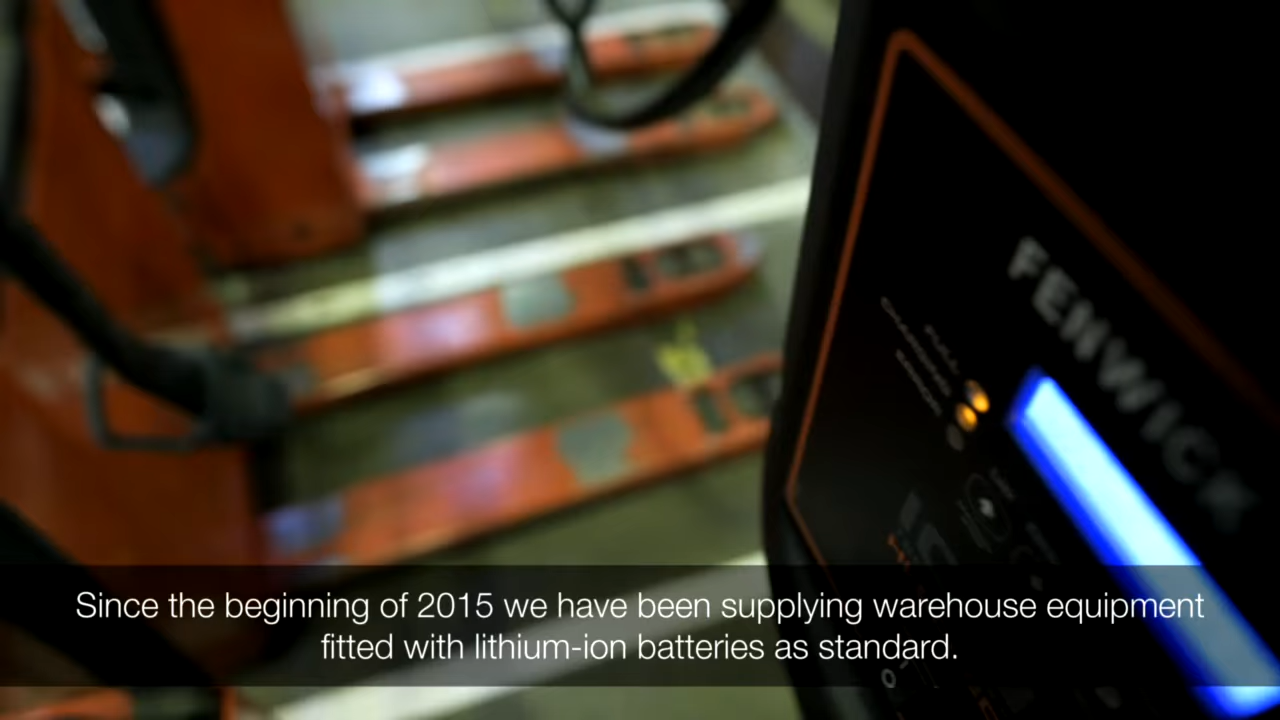 FENWICK
Since the beginning of 2015 we have been supplying warehouse equipment
fitted with lithium-ion batteries as standard.